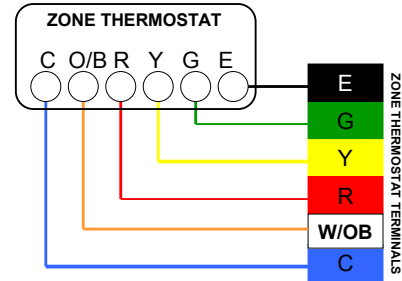 ZONE THERMOSTAT
C O/B R Y G E
E
G
Y
R
W/OB
C
ZONE THERMOSTAT TERMINALS